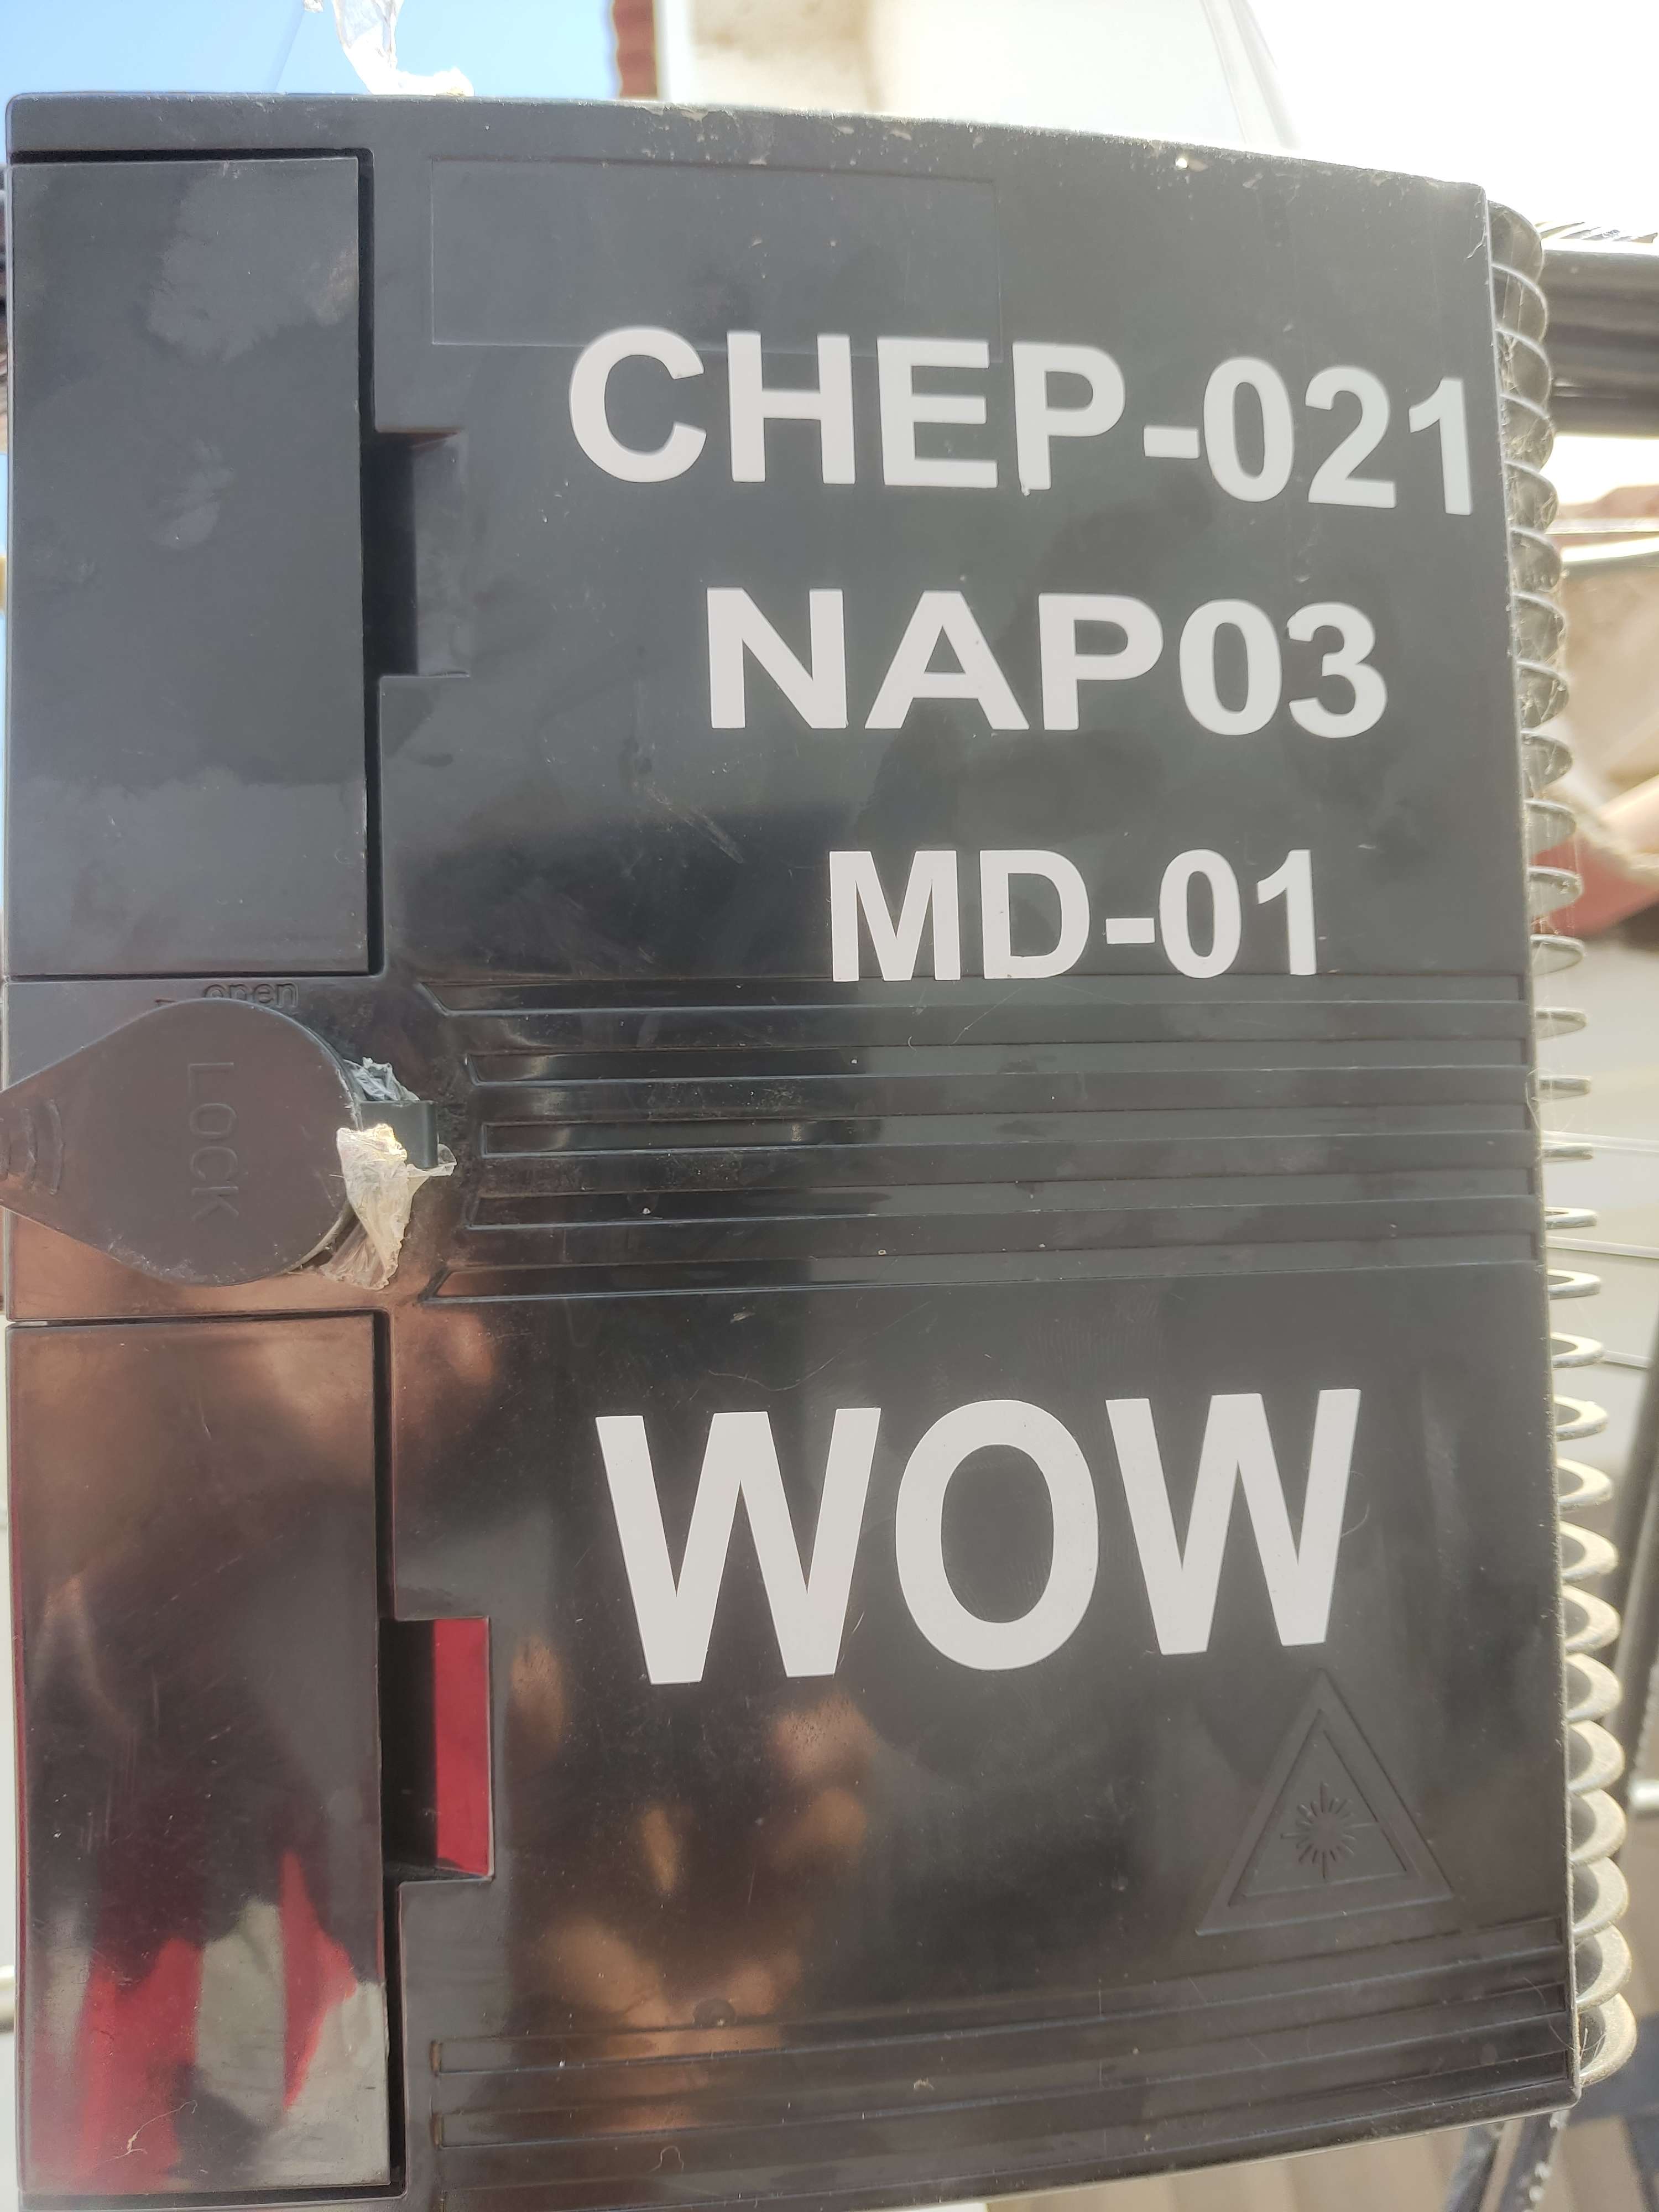 CHEP-021
NAP03
MD-01
open
LOCK
WOW